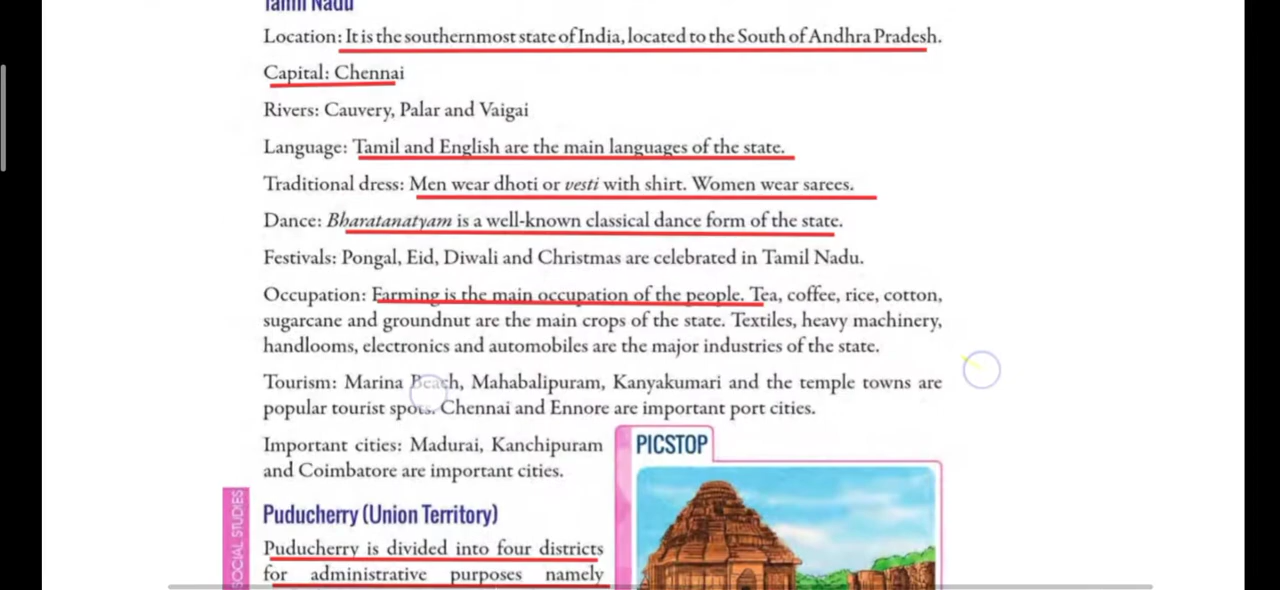 Tamil Nadu
Location: It is the southernmost state of India, located to the South of Andhra Pradesh.
Capital: Chennai
Rivers: Cauvery, Palar and Vaigai
Language: Tamil and English are the main languages of the state.
Traditional dress: Men wear dhoti or vesti with shirt. Women wear sarees.
Dance: Bharatanatyam is a well-known classical dance form of the state.
Festivals: Pongal, Eid, Diwali and Christmas are celebrated in Tamil Nadu.
Occupation: Farming is the main occupation of the people. Tea, coffee, rice, cotton,
sugarcane and groundnut are the main crops of the state. Textiles, heavy machinery,
handlooms, electronics and automobiles are the major industries of the state.
Tourism: Marina Beach, Mahabalipuram, Kanyakumari and the temple towns are
popular tourist spots. Chennai and Ennore are important port cities.
Important cities: Madurai, Kanchipuram
and Coimbatore are important cities.
PICSTOP
SOCIAL STUDIES
Puducherry (Union Territory)
Puducherry is divided into four districts
for administrative purposes namely